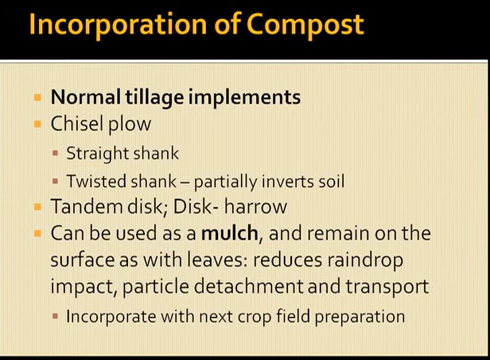 Incorporation of Compost
Normal tillage implements
Chisel plow
Straight shank
Twisted shank – partially inverts soil
Tandem disk; Disk- harrow
Can be used as a mulch, and remain on the
surface as with leaves: reduces raindrop
impact, particle detachment and transport
Incorporate with next crop field preparation